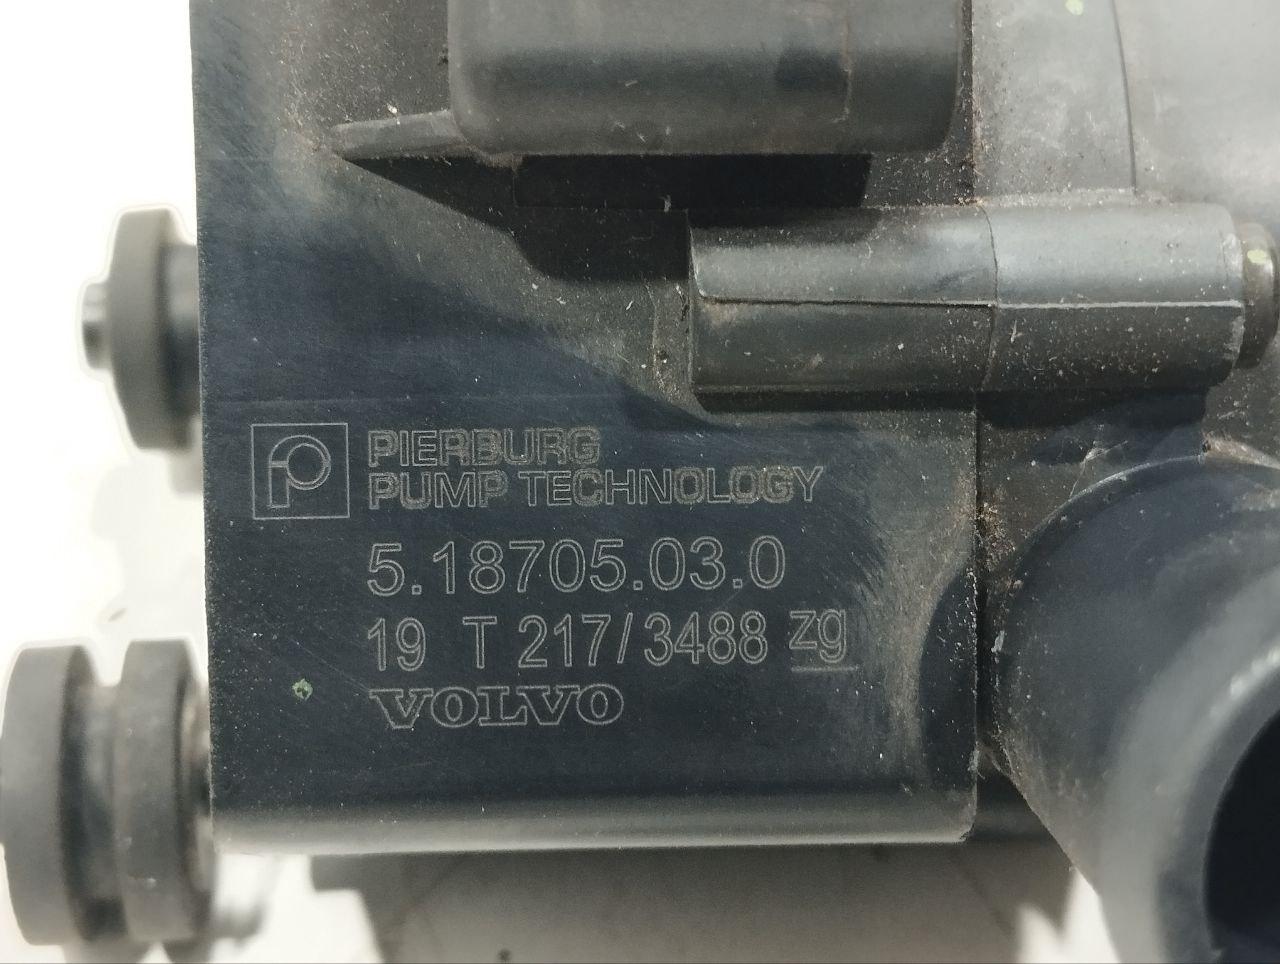 PIERBURG
PUMP TECHNOLOGY
5.18705.03.0
19 T 217/3488 zg
VOLVO